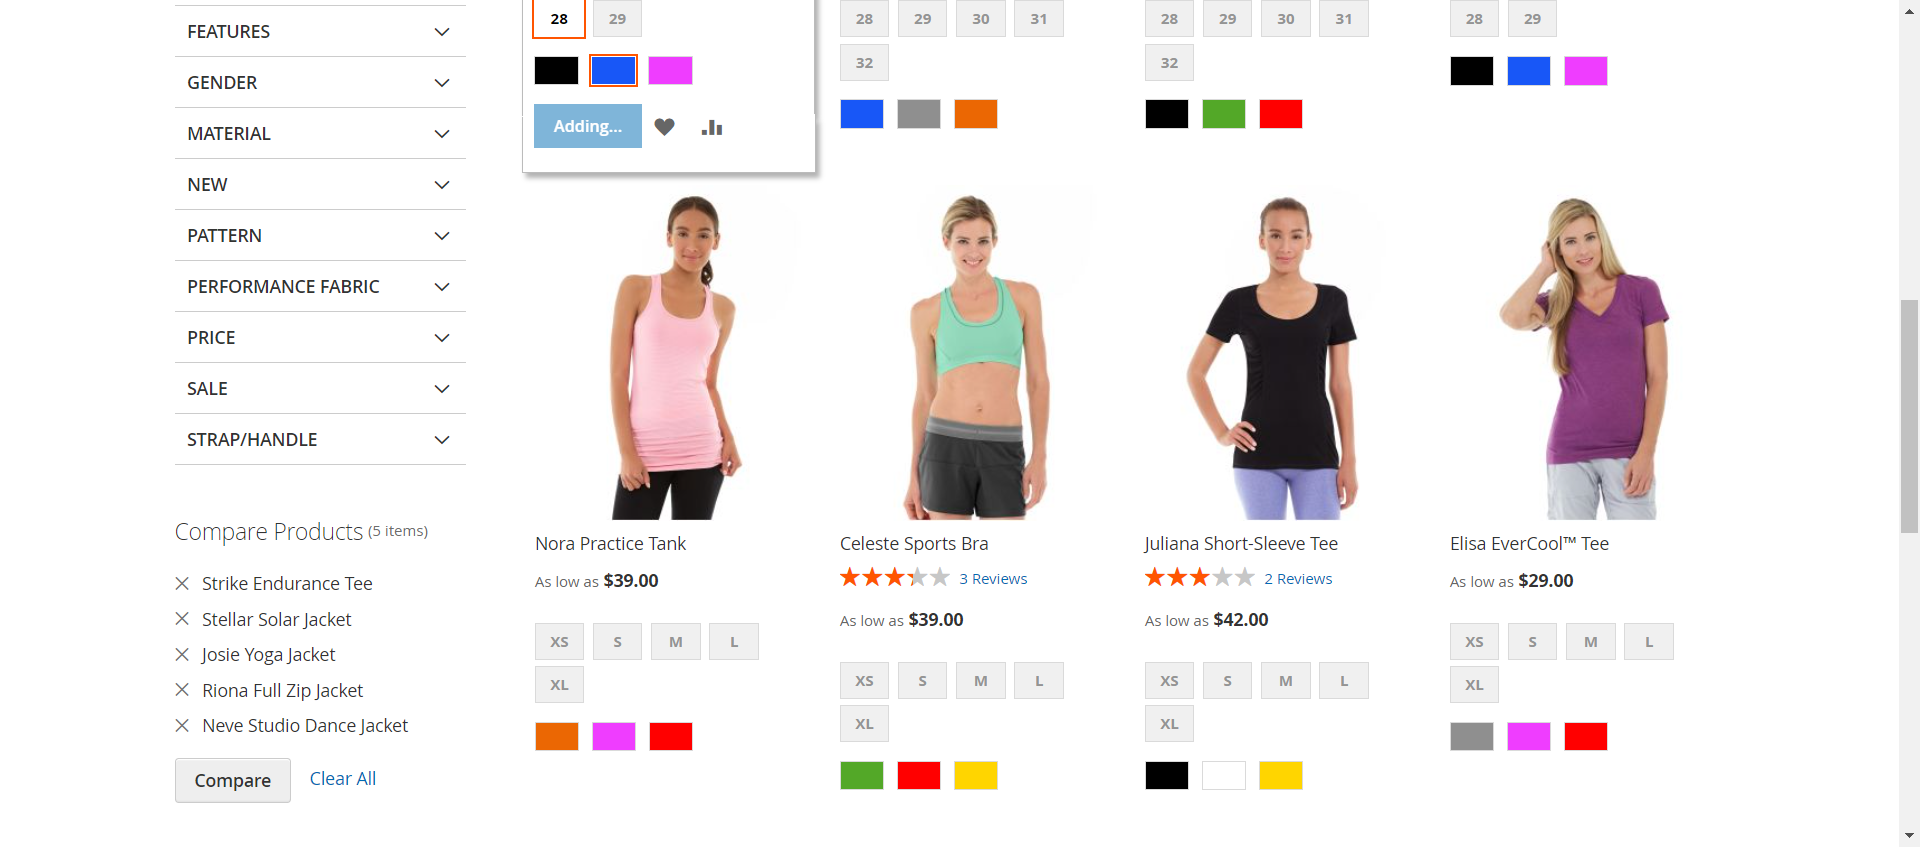 FEATURES
GENDER
MATERIAL
NEW
PATTERN
PERFORMANCE FABRIC
PRICE
SALE
STRAP/HANDLE
Compare Products (5 items)
Strike Endurance Tee
Stellar Solar Jacket
Josie Yoga Jacket
Riona Full Zip Jacket
Neve Studio Dance Jacket
Compare Clear All
28 29
Adding...
28 29 30 31
32
28 29 30 31
32
28 29
Nora Practice Tank
As low as $39.00
XS S M L
XL
Celeste Sports Bra
3 Reviews
As low as $39.00
XS S M L
XL
Juliana Short-Sleeve Tee
2 Reviews
As low as $42.00
XS S M L
XL
Elisa EverCool™ Tee
As low as $29.00
XS S M L
XL